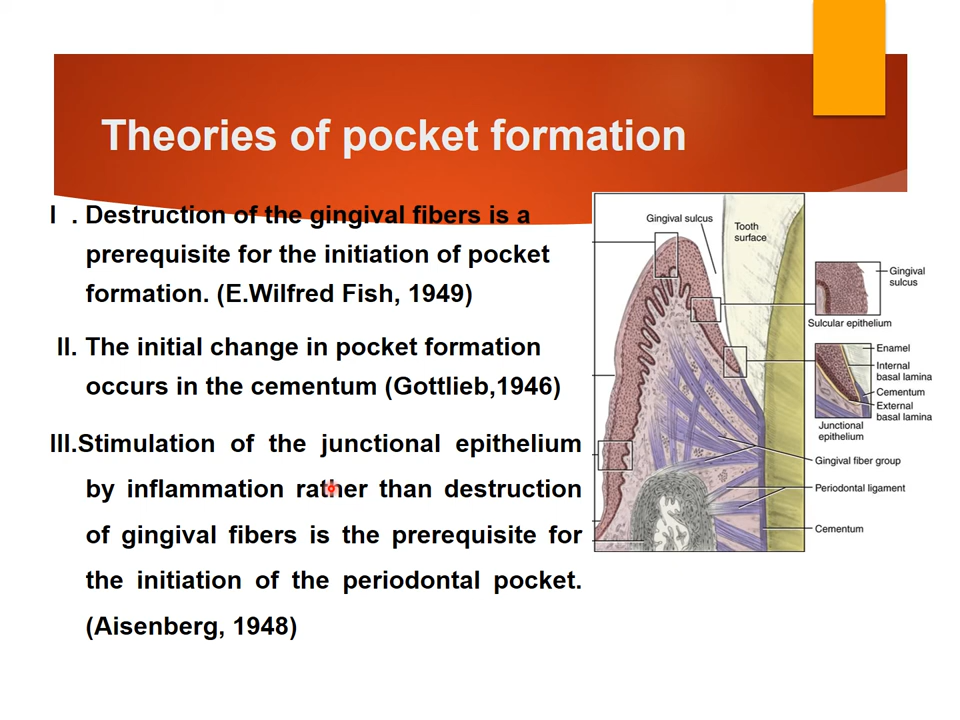 Theories of pocket formation
I . Destruction of the gingival fibers is a
prerequisite for the initiation of pocket
formation. (E.Wilfred Fish, 1949)
II. The initial change in pocket formation
occurs in the cementum (Gottlieb,1946)
III.Stimulation of the junctional epithelium
by inflammation rather than destruction
of gingival fibers is the prerequisite for
the initiation of the periodontal pocket.
(Aisenberg, 1948)
Gingival sulcus
Tooth
surface
Gingival
sulcus
Sulcular epithelium
Enamel
Internal
basal lamina
Cementum
External
basal lamina
Junctional
epithelium
Gingival fiber group
Periodontal ligament
Cementum